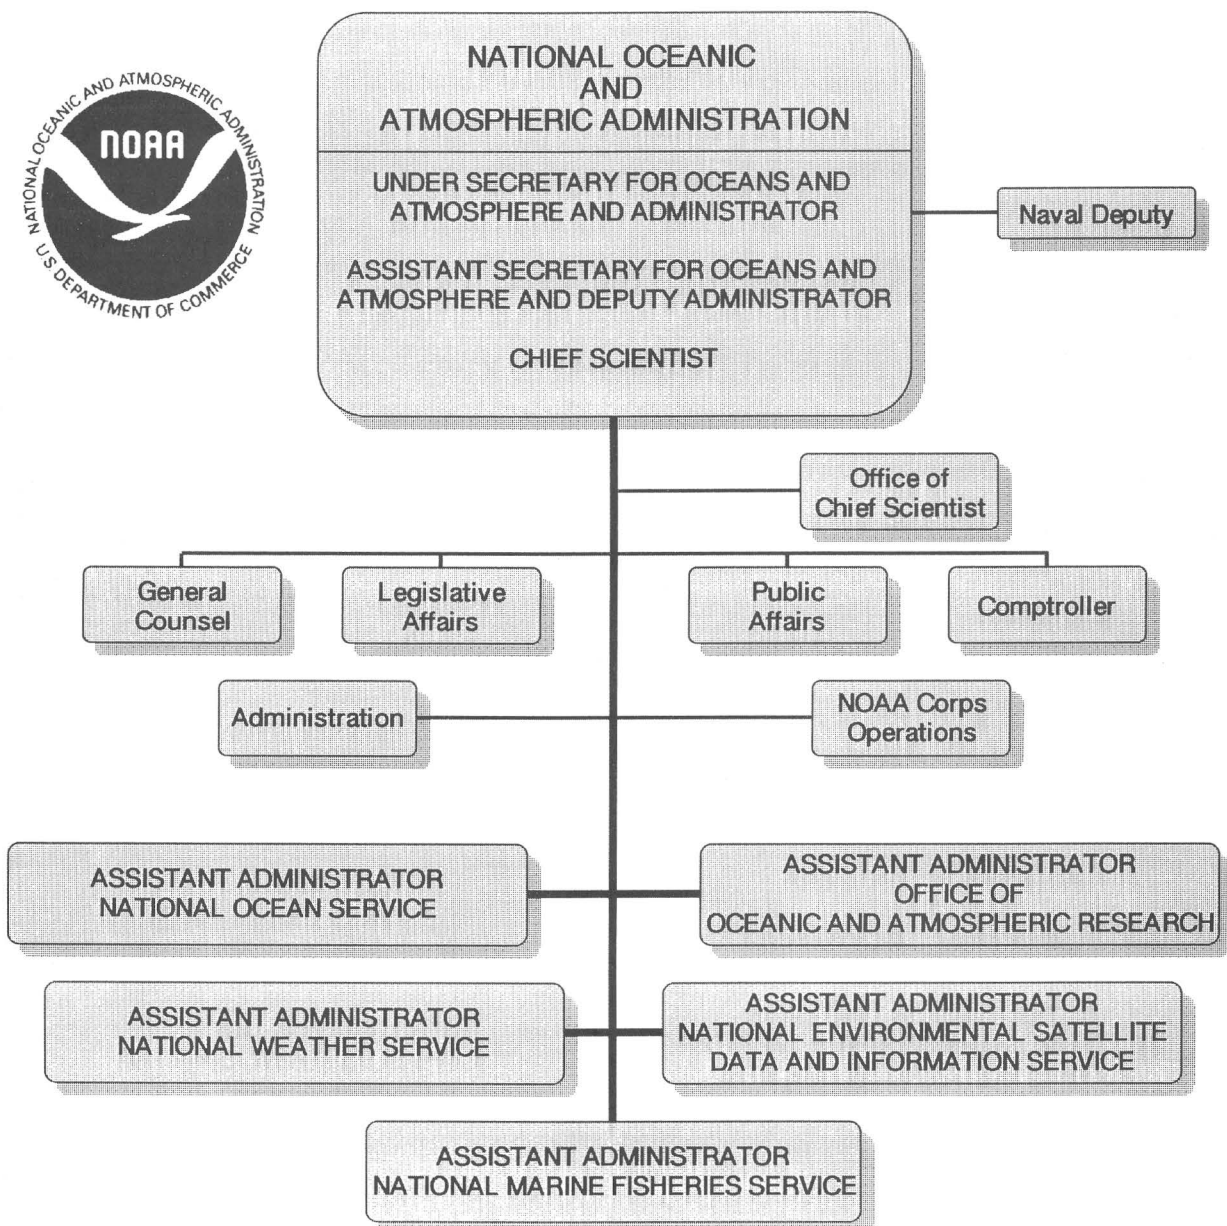 NATIONAL OCEANIC AND ATMOSPHERIC ADMINISTRATION
U.S. DEPARTMENT OF COMMERCE
NOAA
NATIONAL OCEANIC
AND
ATMOSPHERIC ADMINISTRATION
UNDER SECRETARY FOR OCEANS AND
ATMOSPHERE AND ADMINISTRATOR
ASSISTANT SECRETARY FOR OCEANS AND
ATMOSPHERE AND DEPUTY ADMINISTRATOR
CHIEF SCIENTIST
Naval Deputy
Office of
Chief Scientist
General
Counsel
Legislative
Affairs
Public
Affairs
Comptroller
Administration
NOAA Corps
Operations
ASSISTANT ADMINISTRATOR
NATIONAL OCEAN SERVICE
ASSISTANT ADMINISTRATOR
OFFICE OF
OCEANIC AND ATMOSPHERIC RESEARCH
ASSISTANT ADMINISTRATOR
NATIONAL WEATHER SERVICE
ASSISTANT ADMINISTRATOR
NATIONAL ENVIRONMENTAL SATELLITE
DATA AND INFORMATION SERVICE
ASSISTANT ADMINISTRATOR
NATIONAL MARINE FISHERIES SERVICE